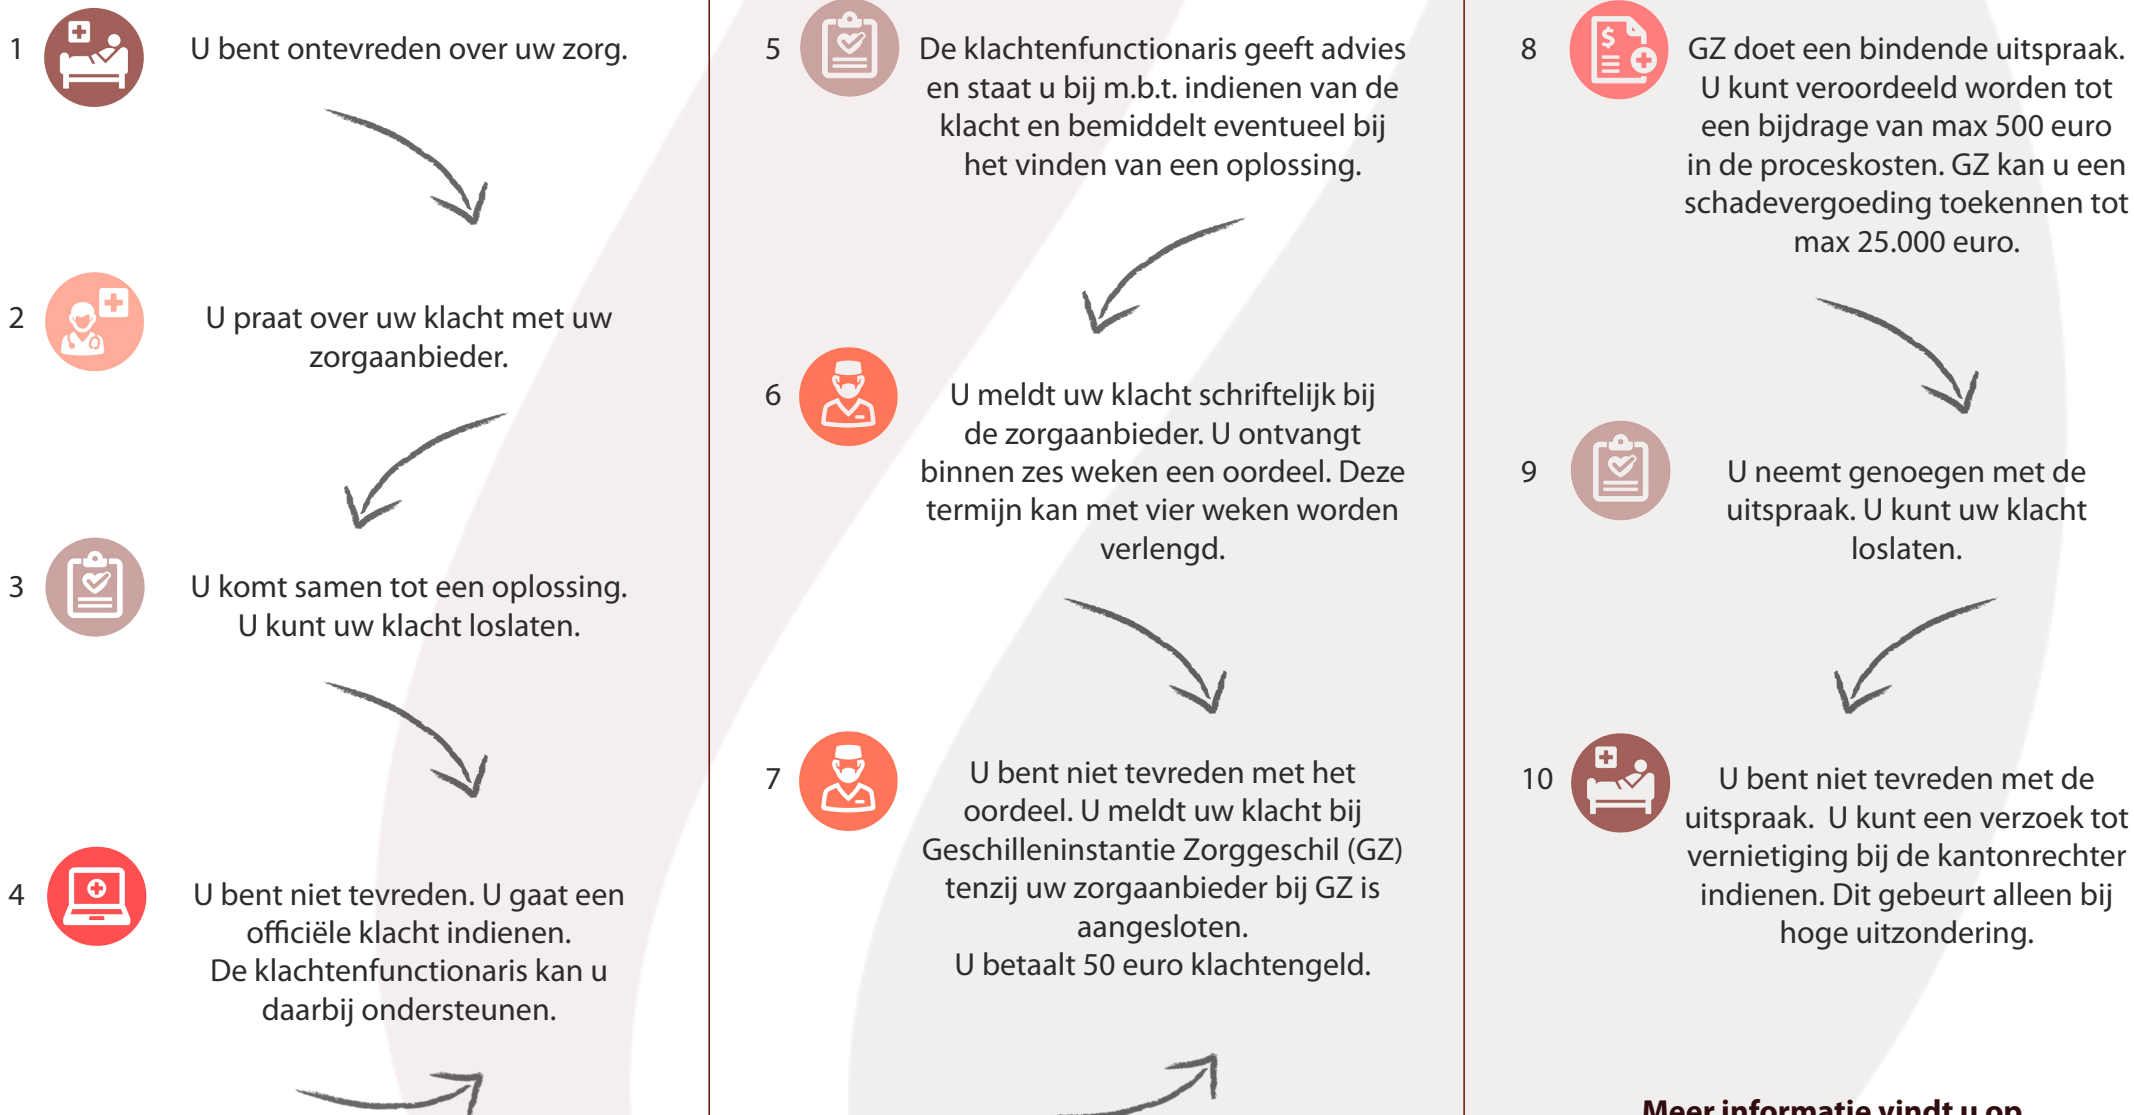 1
U bent ontevreden over uw zorg.
2
U praat over uw klacht met uw
zorgaanbieder.
3
U komt samen tot een oplossing.
U kunt uw klacht loslaten.
4
U bent niet tevreden. U gaat een
officiële klacht indienen.
De klachtenfunctionaris kan u
daarbij ondersteunen.
5
De klachtenfunctionaris geeft advies
en staat u bij m.b.t. indienen van de
klacht en bemiddelt eventueel bij
het vinden van een oplossing.
6
U meldt uw klacht schriftelijk bij
de zorgaanbieder. U ontvangt
binnen zes weken een oordeel. Deze
termijn kan met vier weken worden
verlengd.
7
U bent niet tevreden met het
oordeel. U meldt uw klacht bij
Geschilleninstantie Zorggeschil (GZ)
tenzij uw zorgaanbieder bij GZ is
aangesloten.
U betaalt 50 euro klachtengeld.
8
$
GZ doet een bindende uitspraak.
U kunt veroordeeld worden tot
een bijdrage van max 500 euro
in de proceskosten. GZ kan u een
schadevergoeding toekennen tot
max 25.000 euro.
9
U neemt genoegen met de
uitspraak. U kunt uw klacht
loslaten.
10
U bent niet tevreden met de
uitspraak. U kunt een verzoek tot
vernietiging bij de kantonrechter
indienen. Dit gebeurt alleen bij
hoge uitzondering.
Meer informatie vindt u op